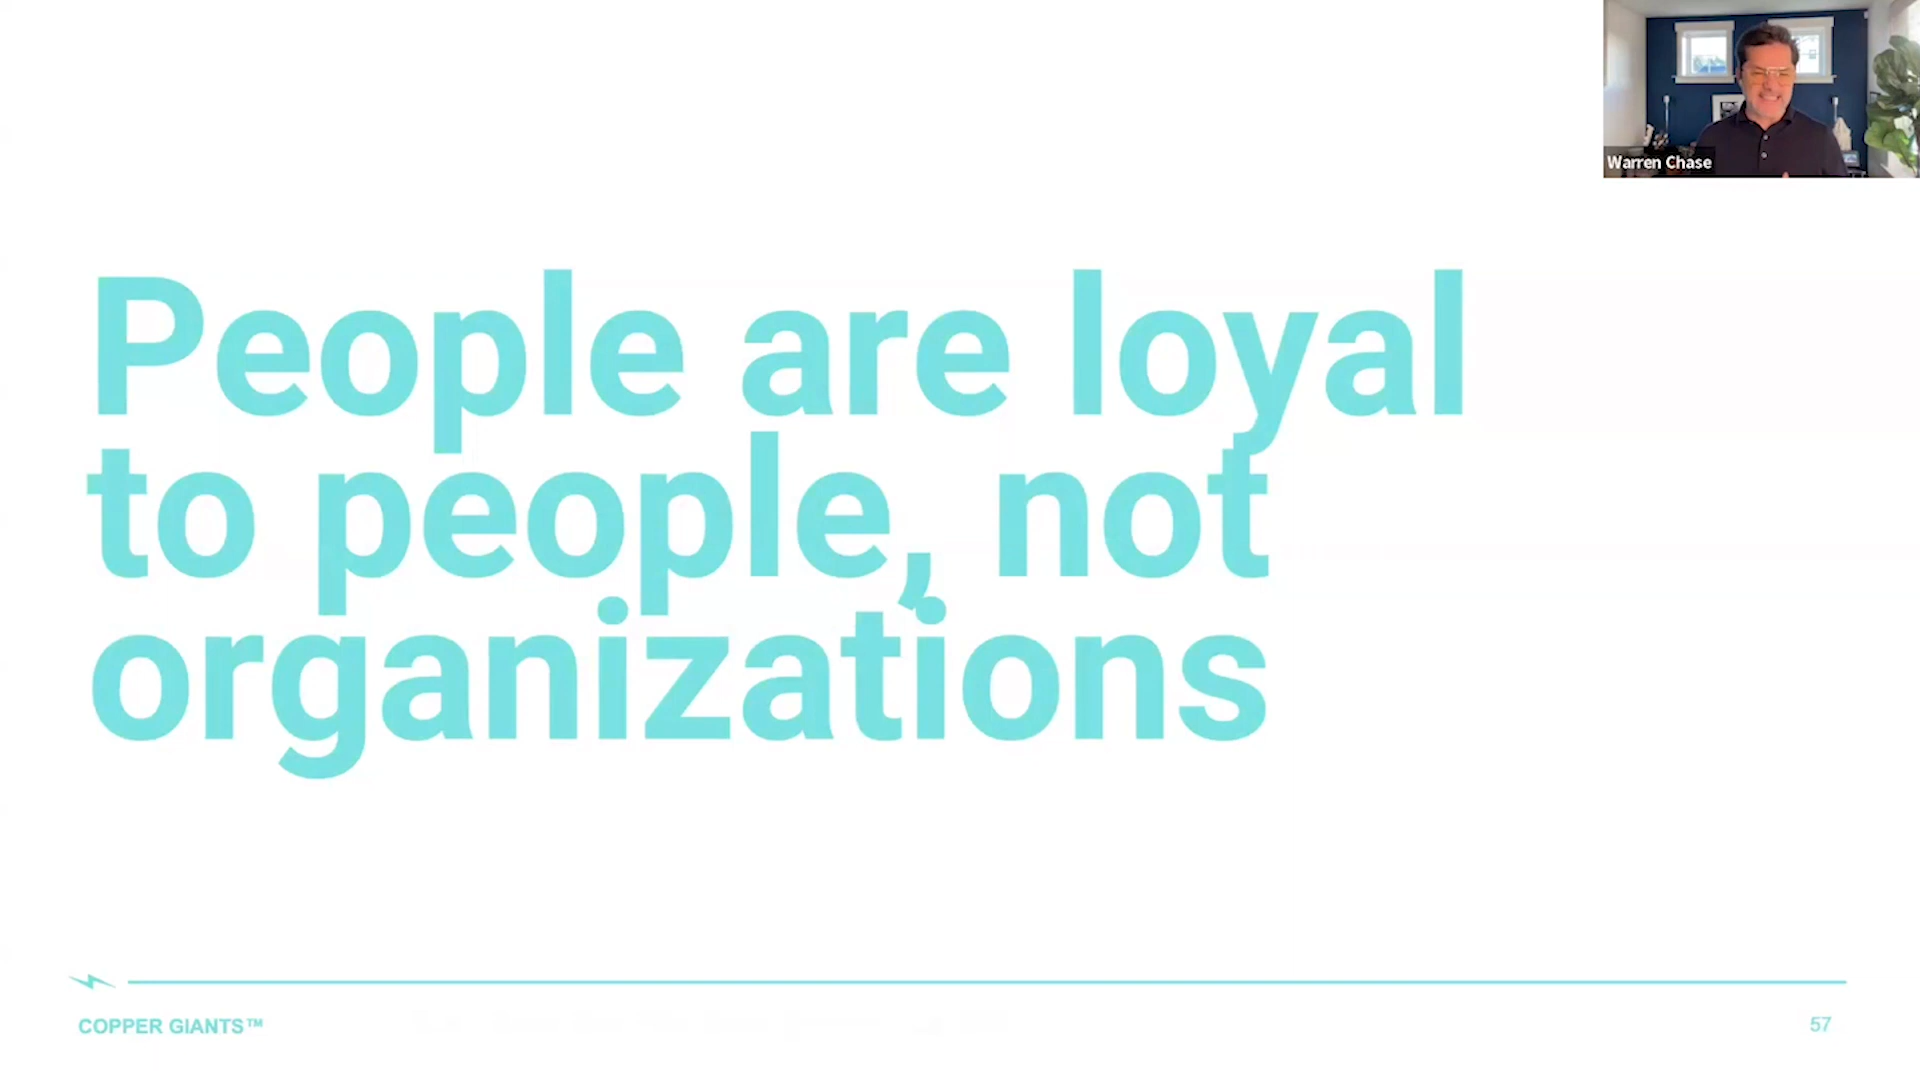 Warren Chase
People are loyal
to people, not
organizations
COPPER GIANTS™
57